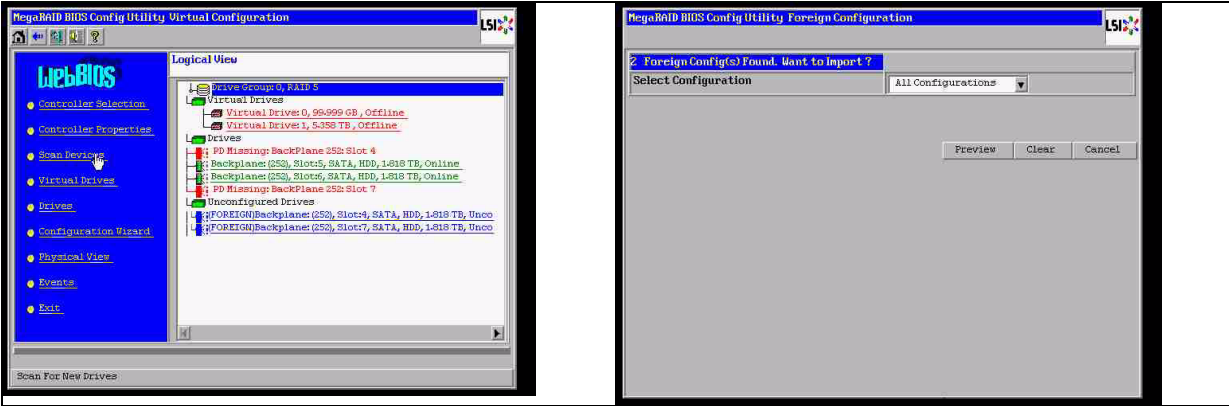 MegaRAID BIOS Config Utility Virtual Configuration
LSI
WebBIOS
Controller Selection
Controller Properties
Scan Devices
Virtual Drives
Drives
Configuration Wizard
Physical View
Events
Exit
Logical View
Drive Group: 0, RAID 5
Virtual Drives
Virtual Drive: 0, 99.999 GB, Offline
Virtual Drive: 1, 5.358 TB, Offline
Drives
PD Missing: BackPlane 252: Slot 4
Backplane: (252), Slot:5, SATA, HDD, 1.818 TB, Online
Backplane: (252), Slot:6, SATA, HDD, 1.818 TB, Online
PD Missing: BackPlane 252: Slot 7
Unconfigured Drives
(FOREIGN)Backplane: (252), Slot:4, SATA, HDD, 1.818 TB, Unco
(FOREIGN)Backplane: (252), Slot:7, SATA, HDD, 1.818 TB, Unco
Scan For New Drives
MegaRAID BIOS Config Utility Foreign Configuration
LSI
2 Foreign Config(s) Found. Want to Import ?
Select Configuration
All Configurations
Preview
Clear
Cancel